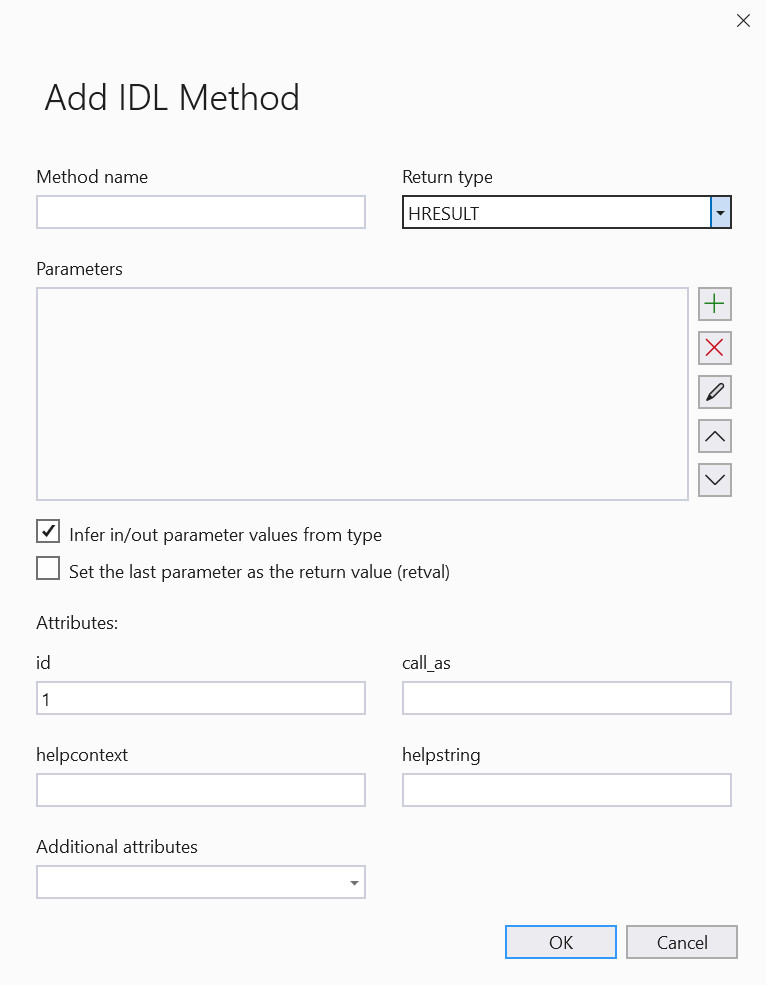 Add IDL Method
Method name
Return type
HRESULT
Parameters
Infer in/out parameter values from type
Set the last parameter as the return value (retval)
Attributes:
id
call_as
1
helpcontext
helpstring
Additional attributes
OK
Cancel